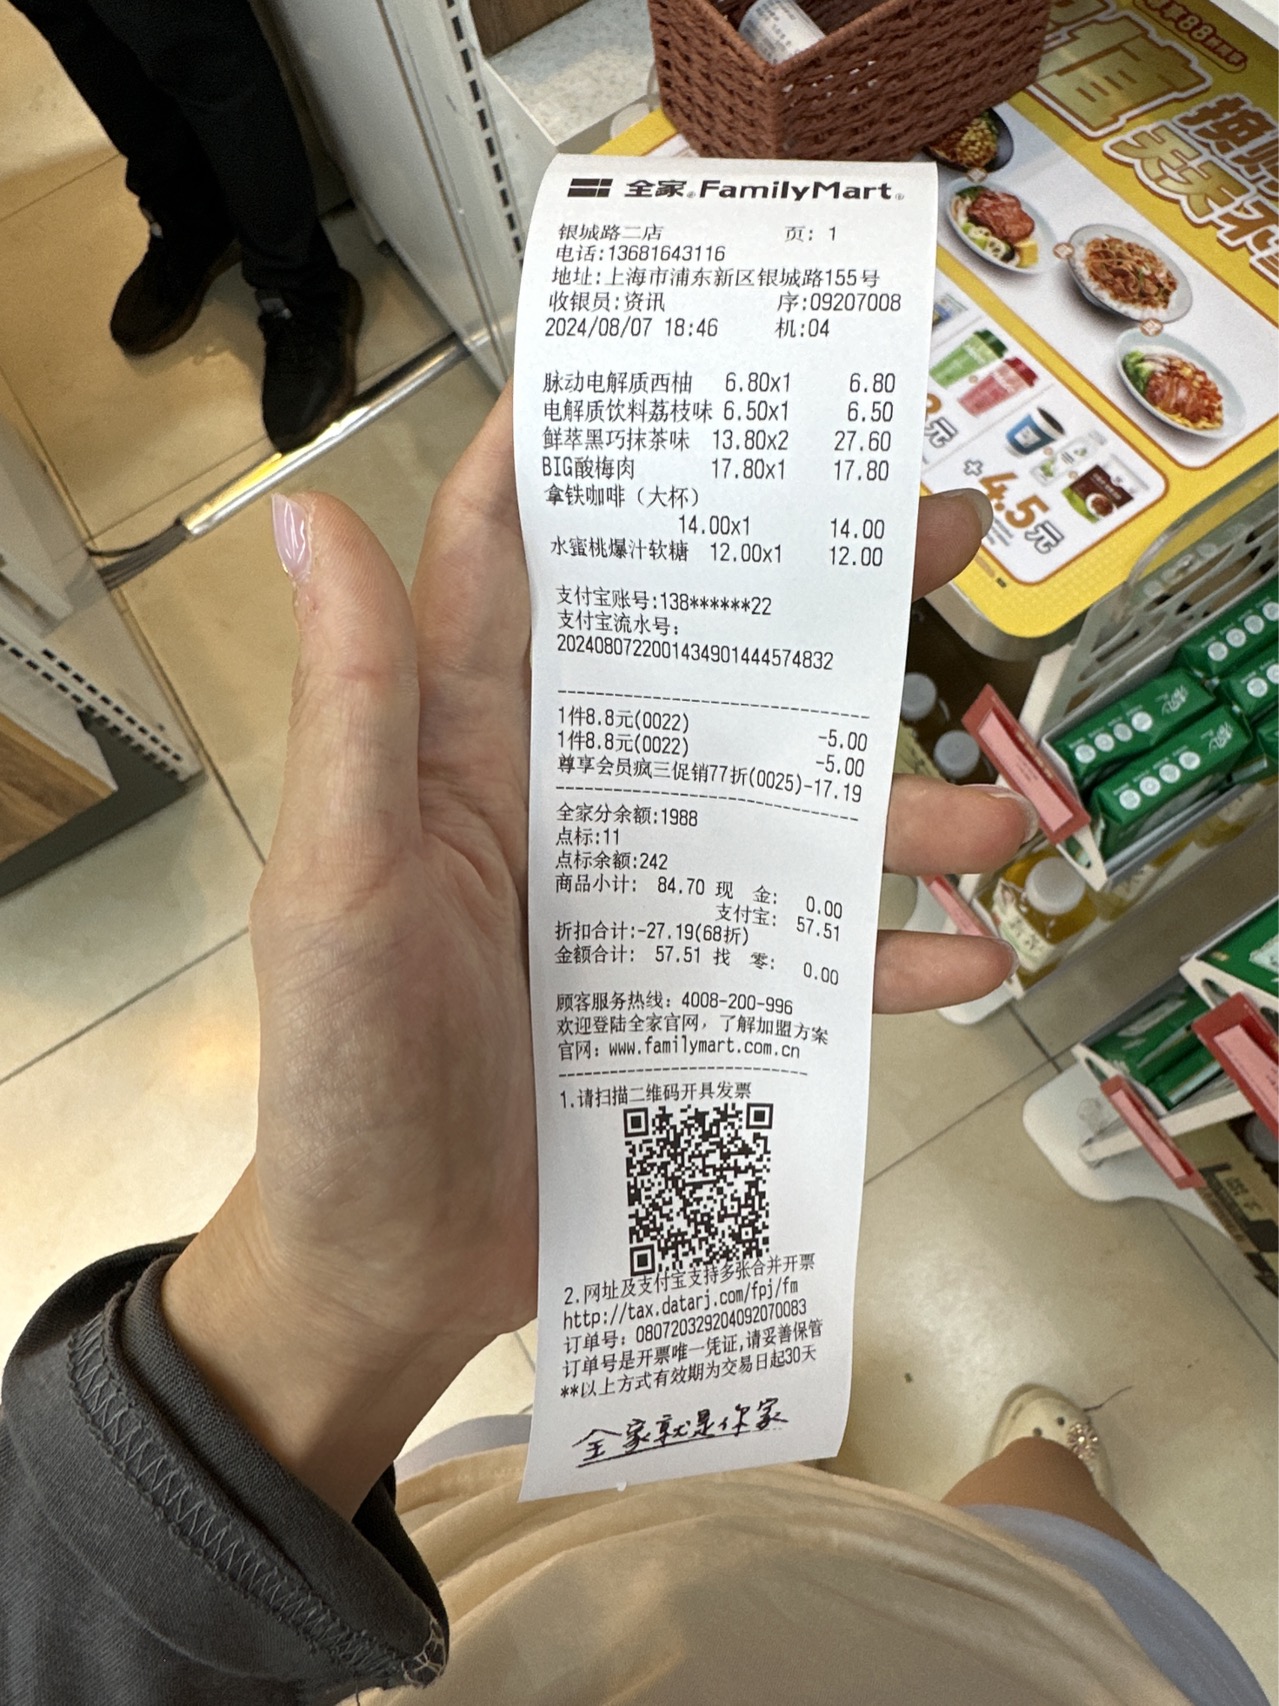 全家 FamilyMart
银城路二店 页: 1
电话:13681643116
地址:上海市浦东新区银城路155号
收银员:资讯 序:09207008
2024/08/07 18:46 机:04
脉动电解质西柚 6.80x1 6.80
电解质饮料荔枝味 6.50x1 6.50
鲜萃黑巧抹茶味 13.80x2 27.60
BIG酸梅肉 17.80x1 17.80
拿铁咖啡（大杯）
14.00x1 14.00
水蜜桃爆汁软糖 12.00x1 12.00
支付宝账号:138******22
支付宝流水号:
2024080722001434901444574832
1件8.8元(0022) -5.00
1件8.8元(0022) -5.00
尊享会员疯三促销77折(0025)-17.19
全家分余额:1988
点标:11
点标余额:242
商品小计: 84.70 现 金: 0.00
支付宝: 57.51
折扣合计:-27.19(68折)
金额合计: 57.51 找 零: 0.00
顾客服务热线: 4008-200-996
欢迎登陆全家官网，了解加盟方案
官网: www.familymart.com.cn
1.请扫描二维码开具发票
2.网址及支付宝支持多张合并开票
http://tax.datarj.com/fpj/fm
订单号: 080720329204092070083
订单号是开票唯一凭证,请妥善保管
**以上方式有效期为交易日起30天
全家就是你家
值
换
天天
元
+4.5元